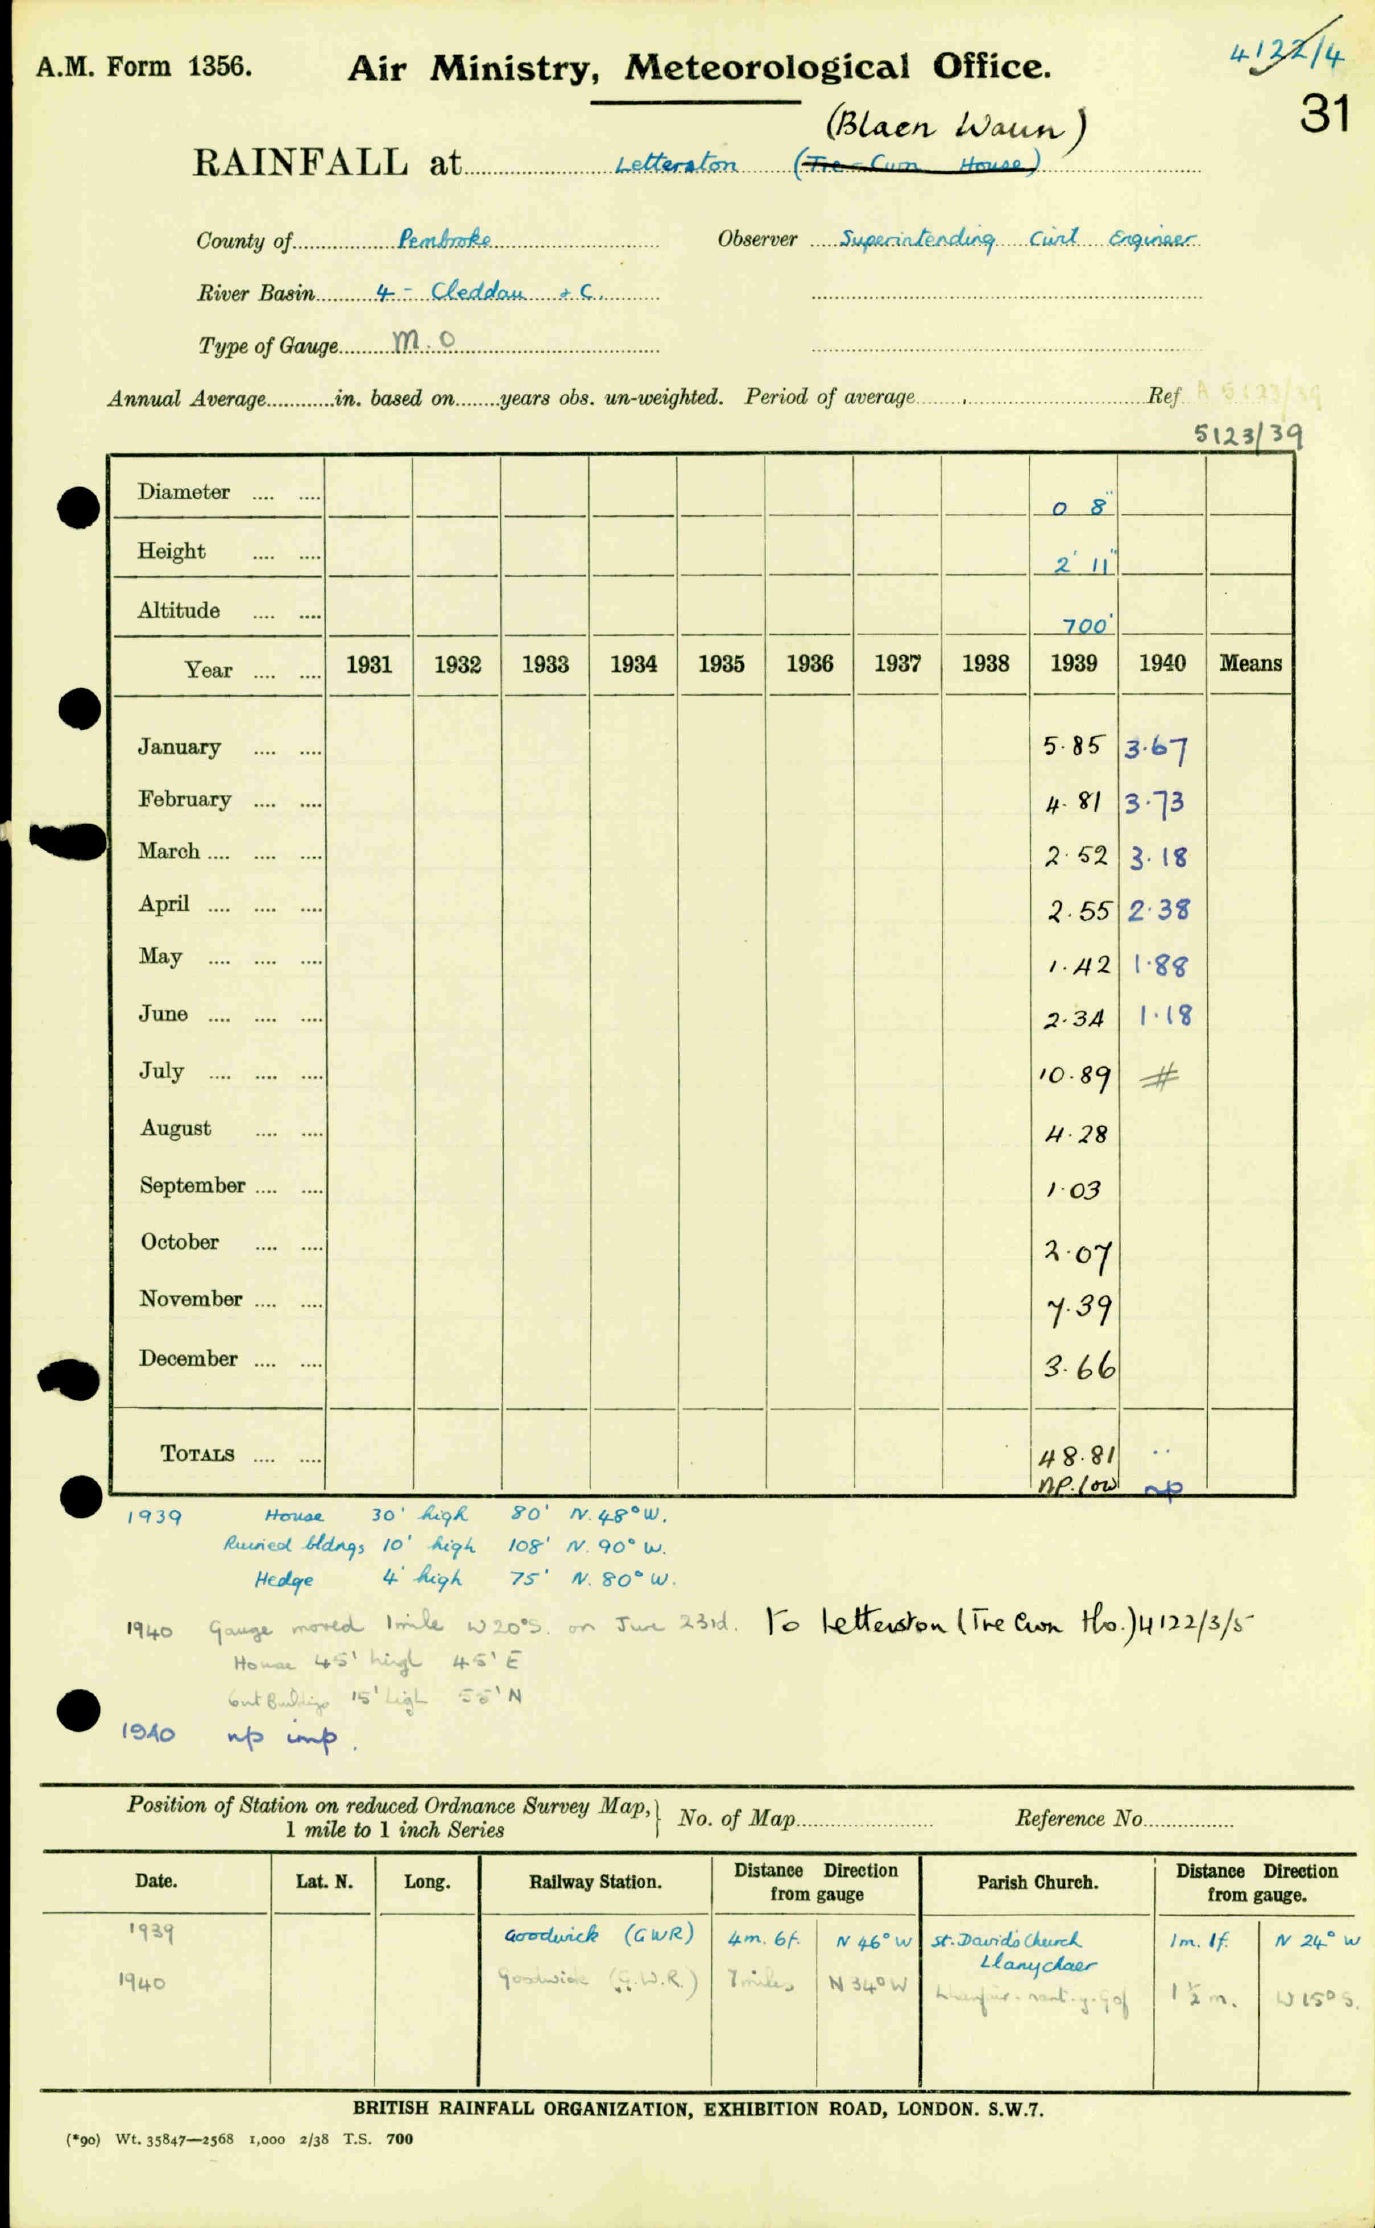 4122/4
A.M. Form 1356. Air Ministry, Meteorological Office.
31
(Blaen Waun)
RAINFALL at Letterston (Tre-Cwn House)
County of Pembroke Observer Superintending Civil Engineer
River Basin 4 - Cleddau + C.
Type of Gauge M.O
Annual Average............in. based on........years obs. un-weighted. Period of average Ref A 5123/39
5123/39
Diameter .... .... 0 8"
Height .... .... 2' 11"
Altitude .... .... 700'
Year .... .... 1931 1932 1933 1934 1935 1936 1937 1938 1939 1940 Means
January .... .... 5.85 3.67
February .... .... 4.81 3.73
March .... .... .... 2.52 3.18
April .... .... .... 2.55 2.38
May .... .... .... 1.42 1.88
June .... .... .... 2.34 1.18
July .... .... .... 10.89 #
August .... .... 4.28
September .... .... 1.03
October .... .... 2.07
November .... .... 7.39
December .... .... 3.66
TOTALS .... .... 48.81 ..
np. low np
1939 House 30' high 80' N. 48° W.
Ruined bldngs 10' high 108' N. 90° W.
Hedge 4' high 75' N. 80° W.
1940 Gauge moved 1 mile W 20° S. on June 23rd. To Letterston (Tre Cwn Ho.) 4122/3/5
House 45' high 45' E
Out Buildings 15' high 55' N
1940 np imp.
Position of Station on reduced Ordnance Survey Map,} No. of Map Reference No.
1 mile to 1 inch Series
Date. Lat. N. Long. Railway Station. Distance Direction from gauge Parish Church. Distance Direction from gauge.
1939 Goodwick (GWR) 4m. 6f. N 46° W St. David's Church Llanychaer 1m. 1f. N 24° W
1940 Goodwick (G.W.R.) 7 miles N 34° W 1½ m. W 15° S.
BRITISH RAINFALL ORGANIZATION, EXHIBITION ROAD, LONDON. S.W.7.
(*90) Wt. 35847—2568 1,000 2/38 T.S. 700